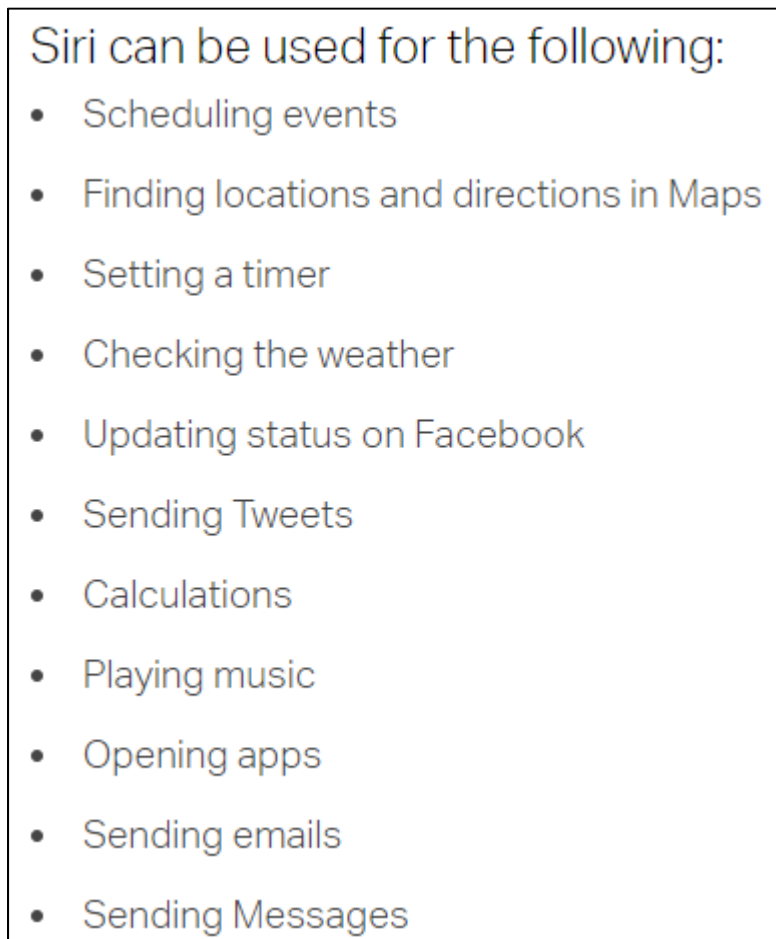 Siri can be used for the following:
• Scheduling events
• Finding locations and directions in Maps
• Setting a timer
• Checking the weather
• Updating status on Facebook
• Sending Tweets
• Calculations
• Playing music
• Opening apps
• Sending emails
• Sending Messages